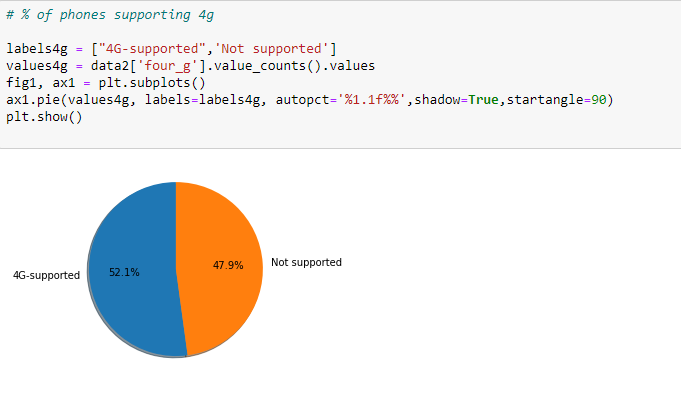 # % of phones supporting 4g
labels4g = ["4G-supported",'Not supported']
values4g = data2['four_g'].value_counts().values
fig1, ax1 = plt.subplots()
ax1.pie(values4g, labels=labels4g, autopct='%1.1f%%',shadow=True,startangle=90)
plt.show()
Not supported
47.9%
52.1%
4G-supported